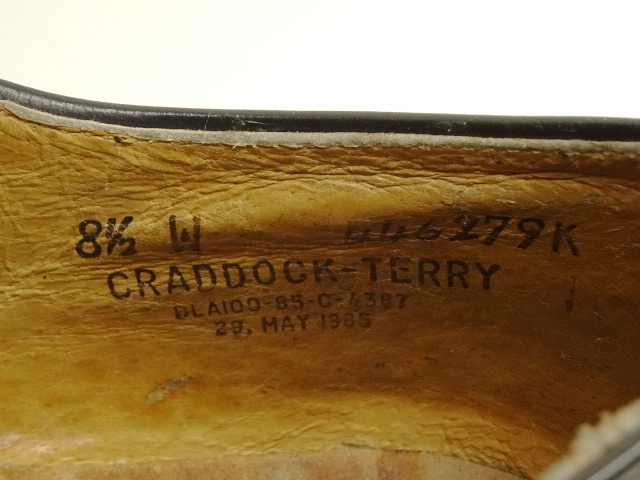 8½ W 446279K
CRADDOCK-TERRY
DLA100-85-C-4387
29, MAY 1985